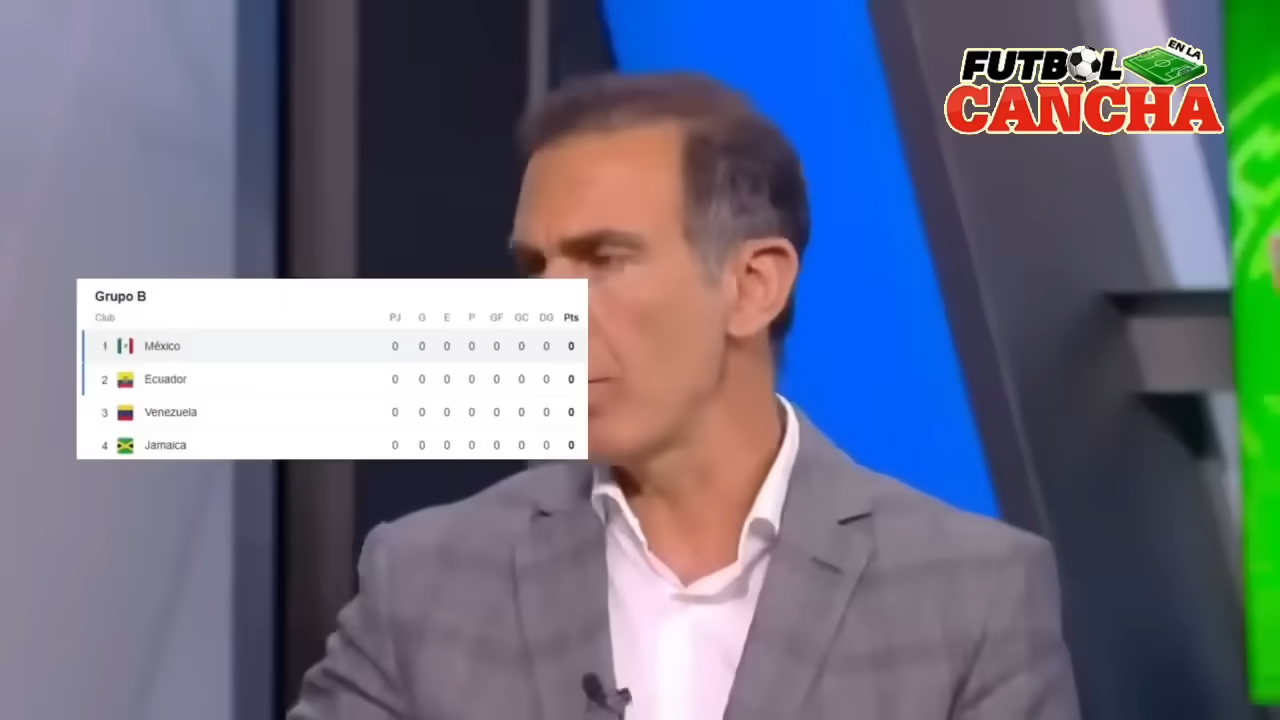 FUTBOL EN LA
CANCHA
Grupo B
Club PJ G E P GF GC DG Pts
1 México 0 0 0 0 0 0 0 0
2 Ecuador 0 0 0 0 0 0 0 0
3 Venezuela 0 0 0 0 0 0 0 0
4 Jamaica 0 0 0 0 0 0 0 0